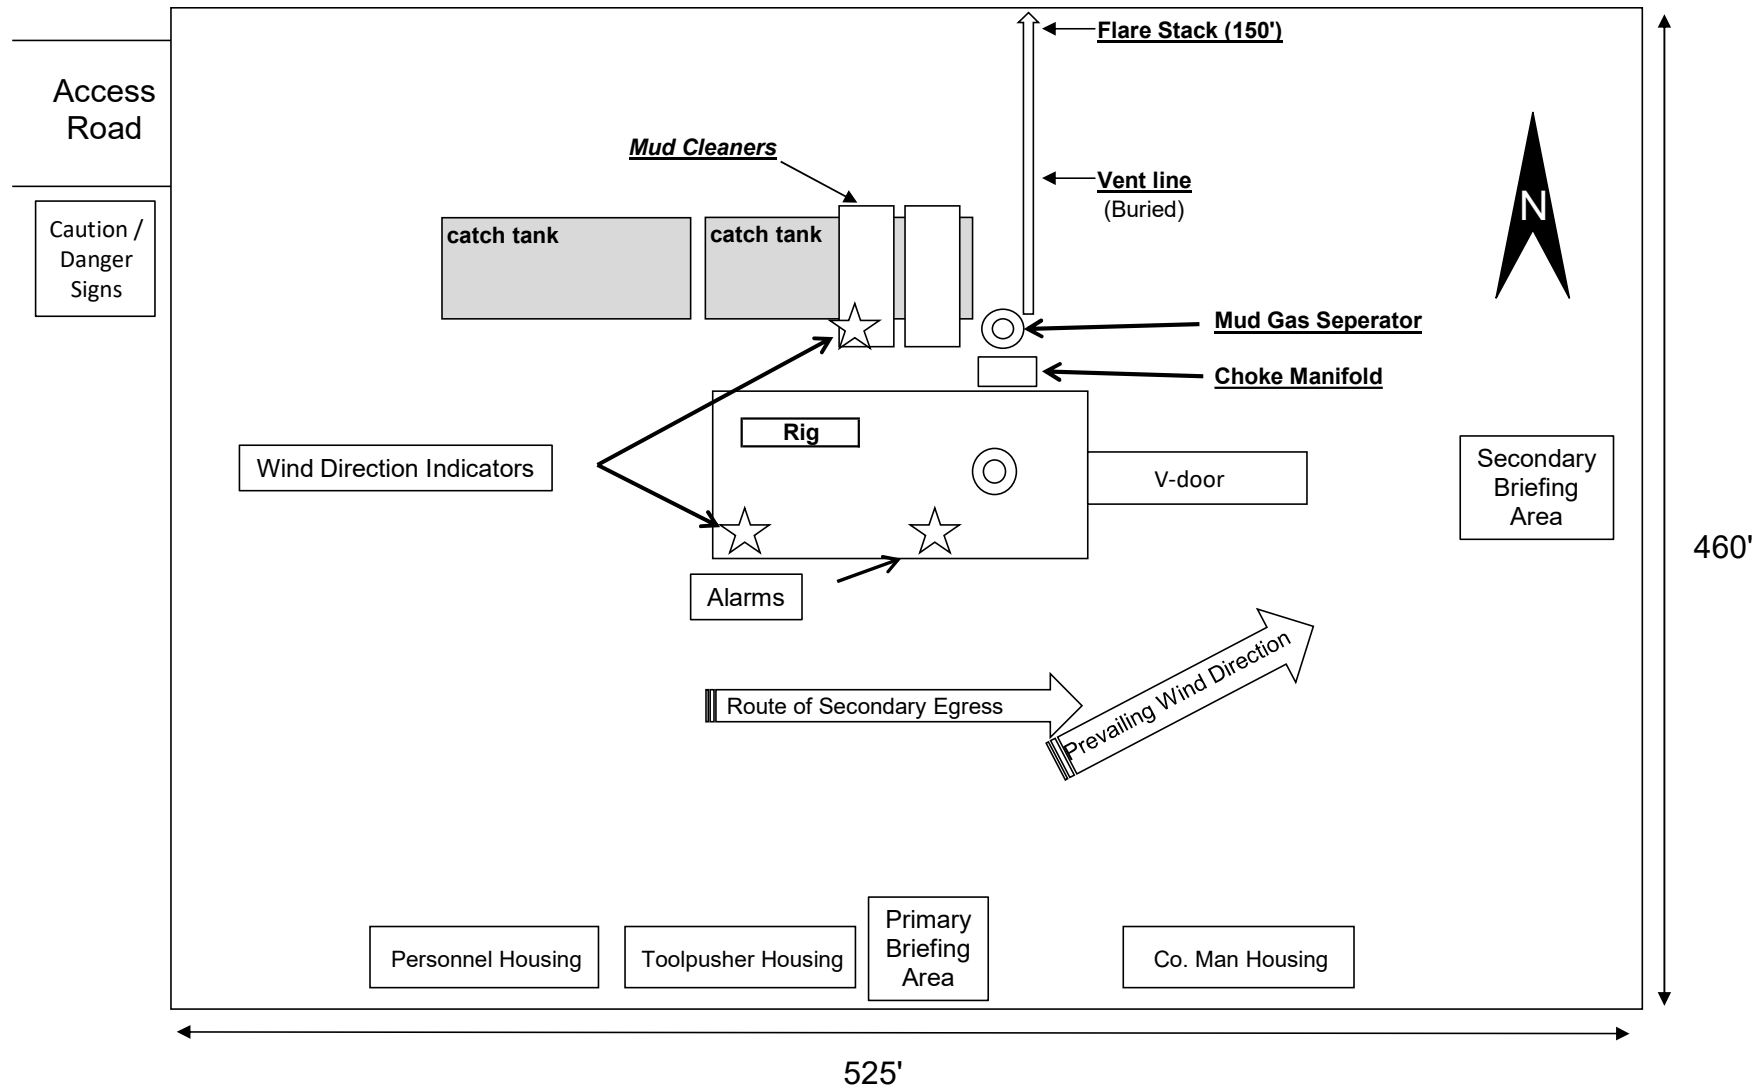 Flare Stack (150')
Access
Road
Mud Cleaners
Vent line
(Buried)
N
Caution /
Danger
Signs
catch tank
catch tank
Mud Gas Seperator
Choke Manifold
Rig
Wind Direction Indicators
V-door
Secondary
Briefing
Area
460'
Alarms
Route of Secondary Egress
Prevailing Wind Direction
Personnel Housing
Toolpusher Housing
Primary
Briefing
Area
Co. Man Housing
525'